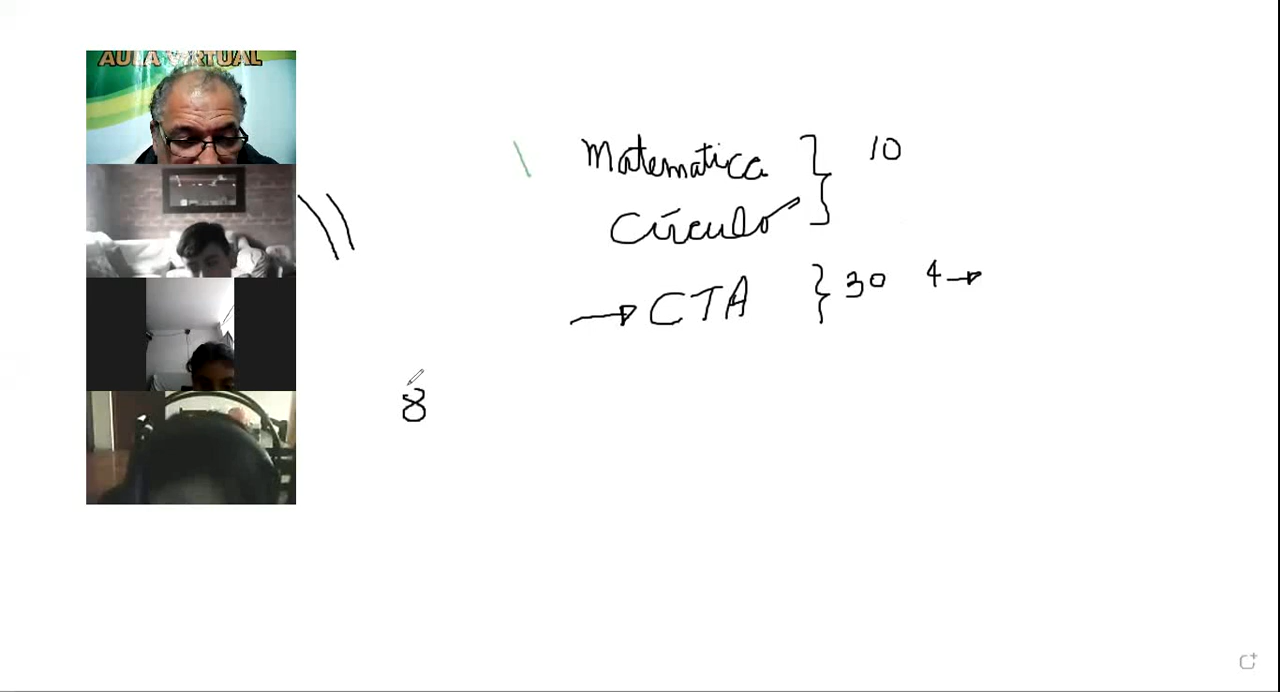 AULA VIRTUAL
Matematica } 10
Círculo
→ CTA } 30 4 →
8